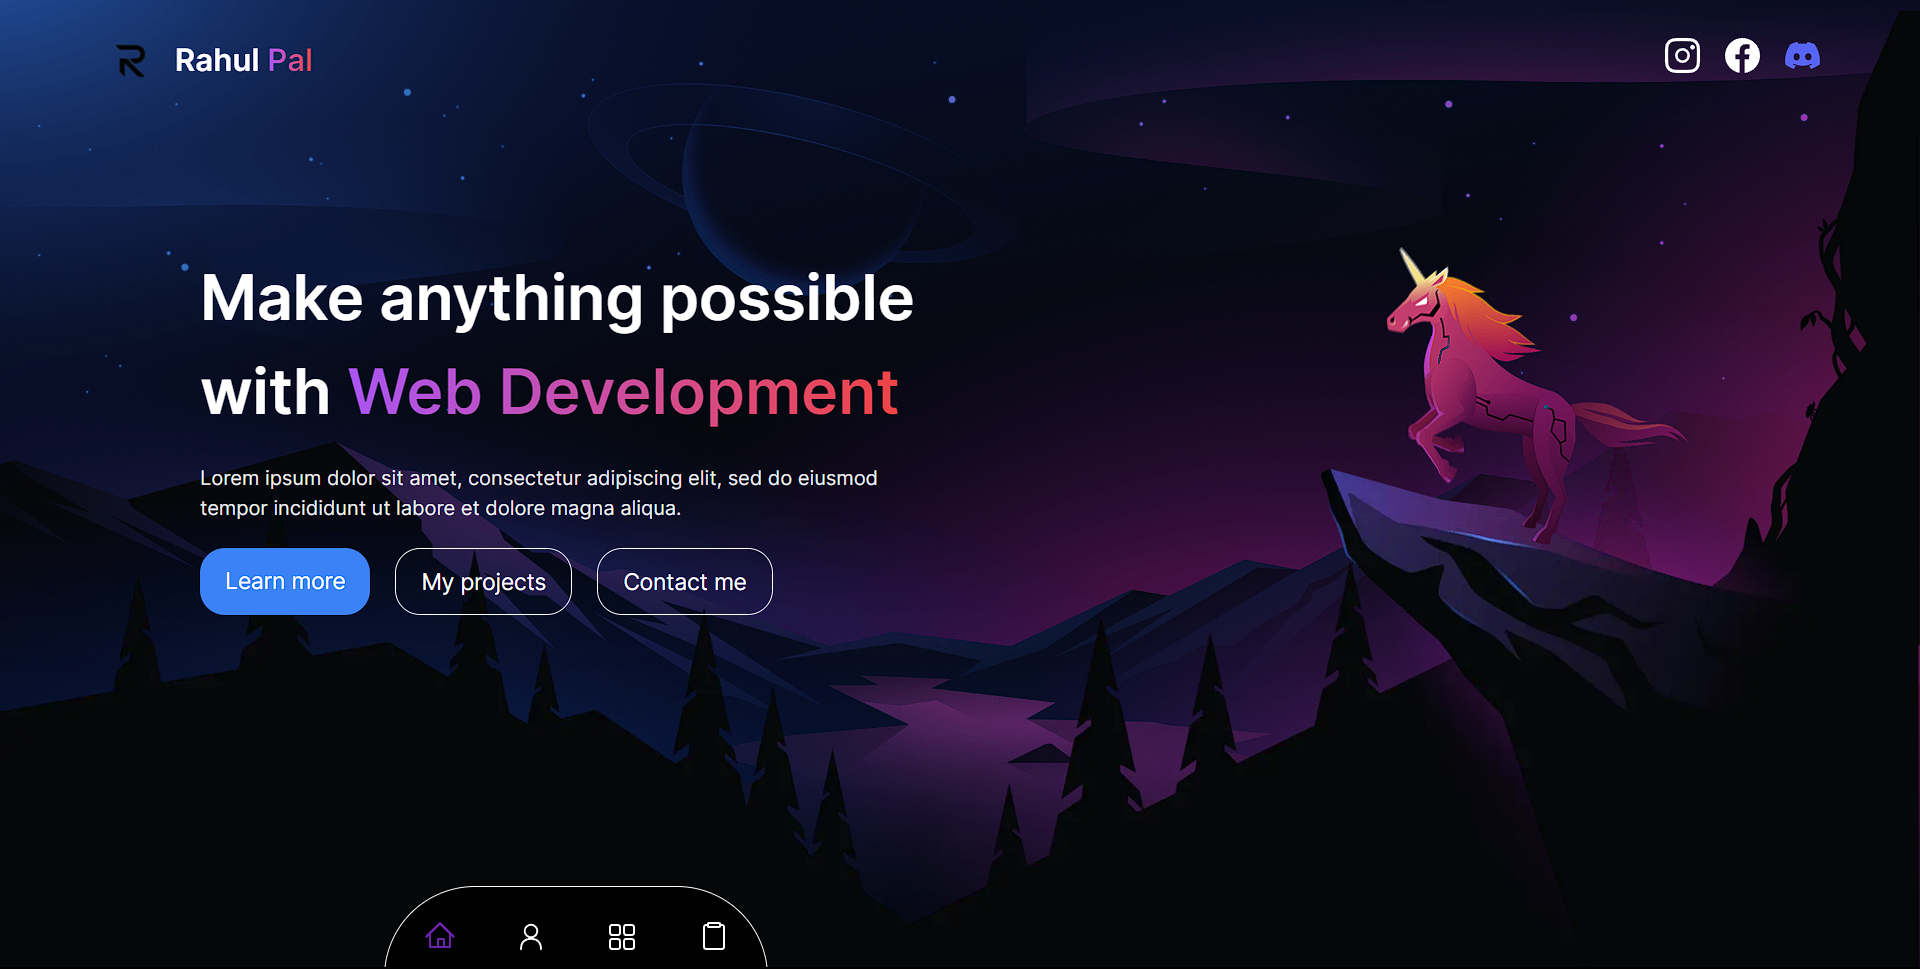 Rahul Pal
Make anything possible
with Web Development
Lorem ipsum dolor sit amet, consectetur adipiscing elit, sed do eiusmod
tempor incididunt ut labore et dolore magna aliqua.
Learn more
My projects
Contact me